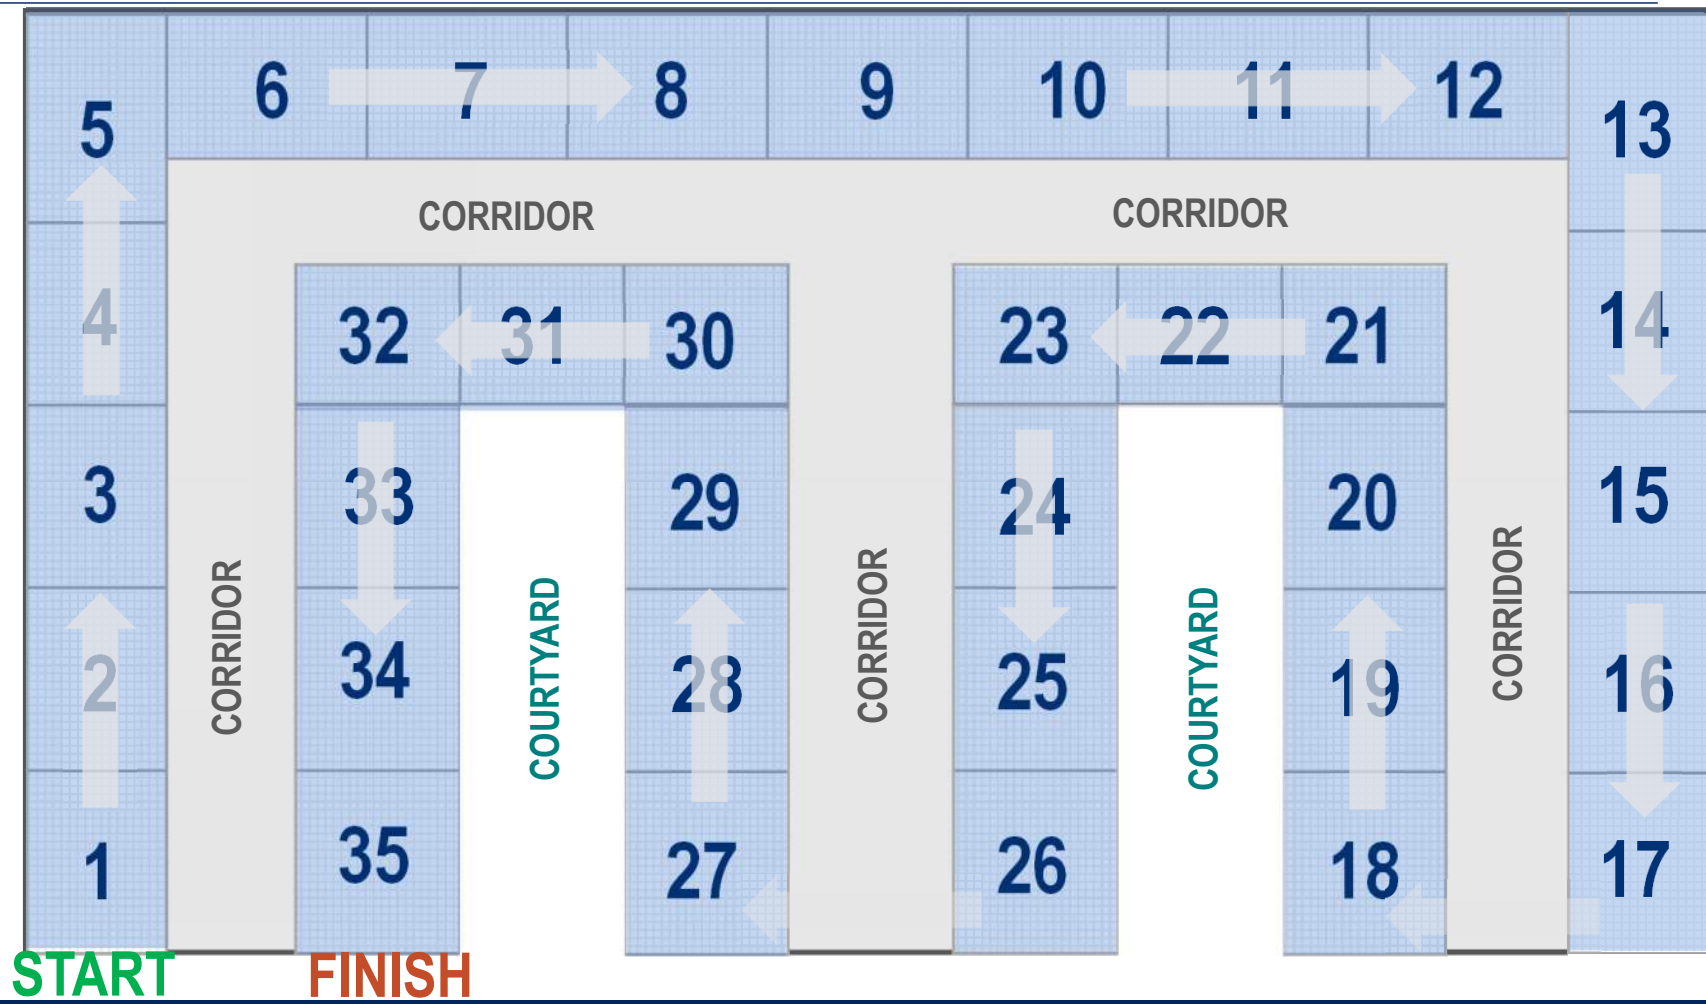 5 6 7 8 9 10 11 12 13
CORRIDOR CORRIDOR
4 32 31 30 23 22 21 14
3 33 29 24 20 15
CORRIDOR COURTYARD CORRIDOR COURTYARD CORRIDOR
2 34 28 25 19 16
1 35 27 26 18 17
START FINISH